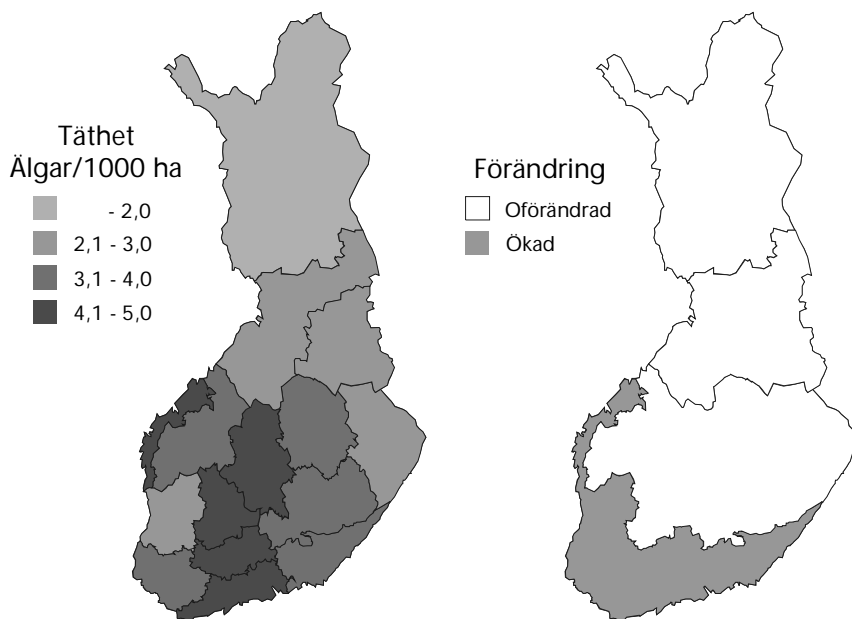 Täthet
Älgar/1000 ha
- 2,0
2,1 - 3,0
3,1 - 4,0
4,1 - 5,0
Förändring
Oförändrad
Ökad